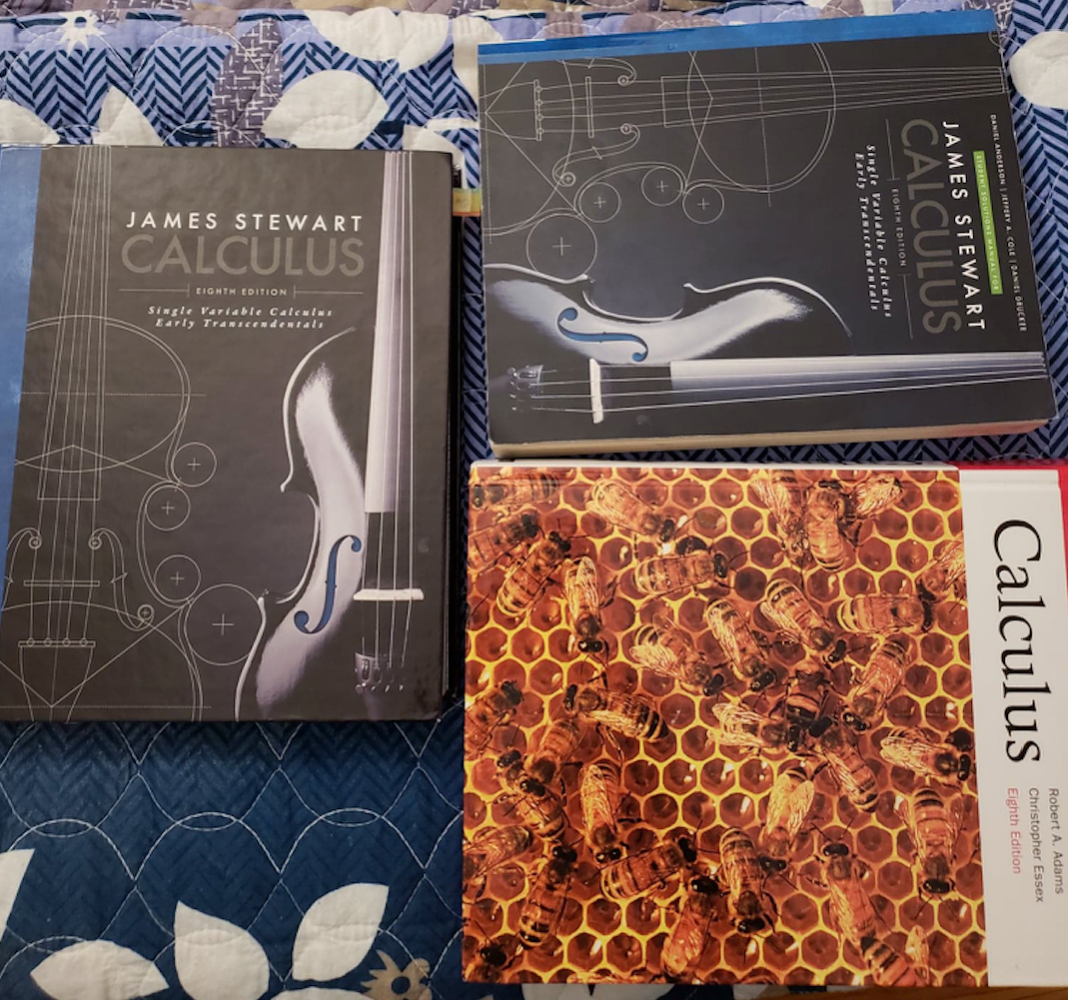 JAMES STEWART
CALCULUS
EIGHTH EDITION
Single Variable Calculus
Early Transcendentals
DANIEL ANDERSON | JEFFERY A. COLE | DANIEL DRUCKER
STUDENT SOLUTIONS MANUAL FOR
JAMES STEWART
CALCULUS
EIGHTH EDITION
Single Variable Calculus
Early Transcendentals
Calculus
Robert A. Adams
Christopher Essex
Eighth Edition